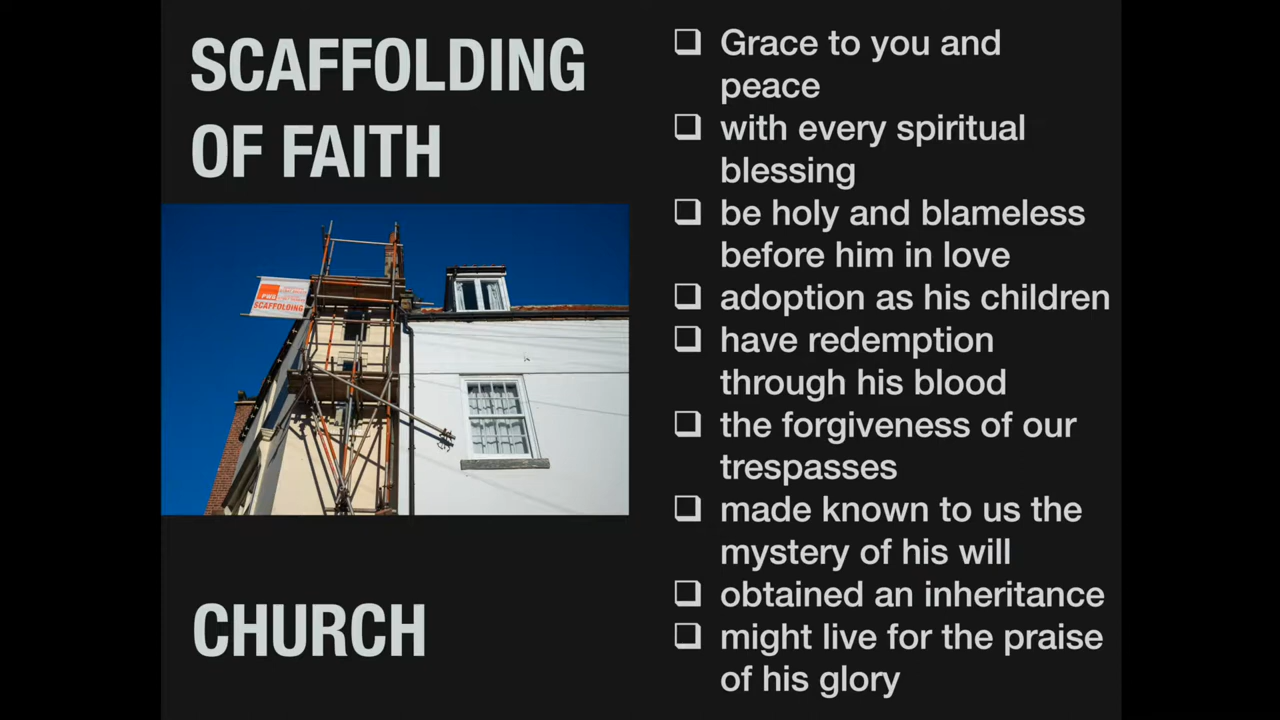 SCAFFOLDING
OF FAITH
PHS
SCAFFOLDING
CHURCH
❑ Grace to you and
peace
❑ with every spiritual
blessing
❑ be holy and blameless
before him in love
❑ adoption as his children
❑ have redemption
through his blood
❑ the forgiveness of our
trespasses
❑ made known to us the
mystery of his will
❑ obtained an inheritance
❑ might live for the praise
of his glory